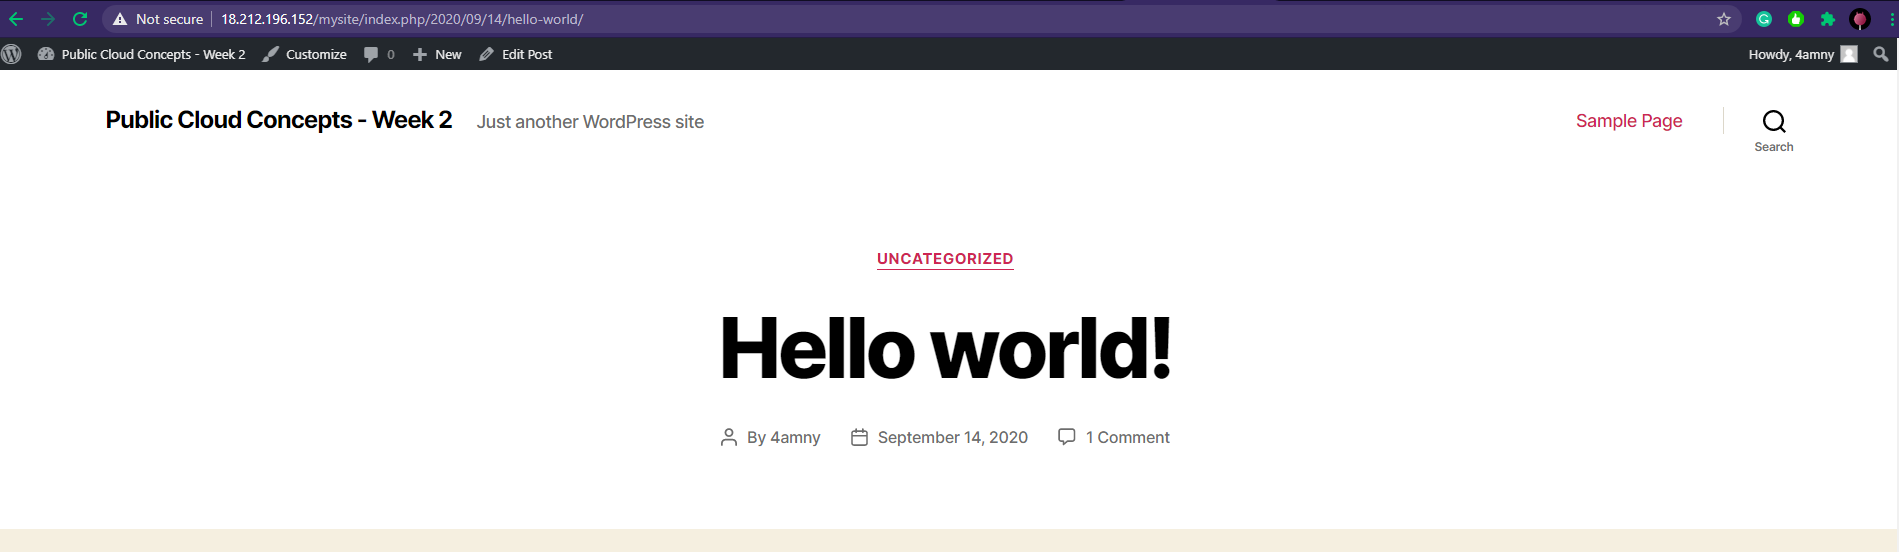 Not secure 18.212.196.152/mysite/index.php/2020/09/14/hello-world/
Public Cloud Concepts - Week 2 Customize 0 New Edit Post Howdy, 4amny
Public Cloud Concepts - Week 2 Just another WordPress site Sample Page
Search
UNCATEGORIZED
Hello world!
By 4amny September 14, 2020 1 Comment